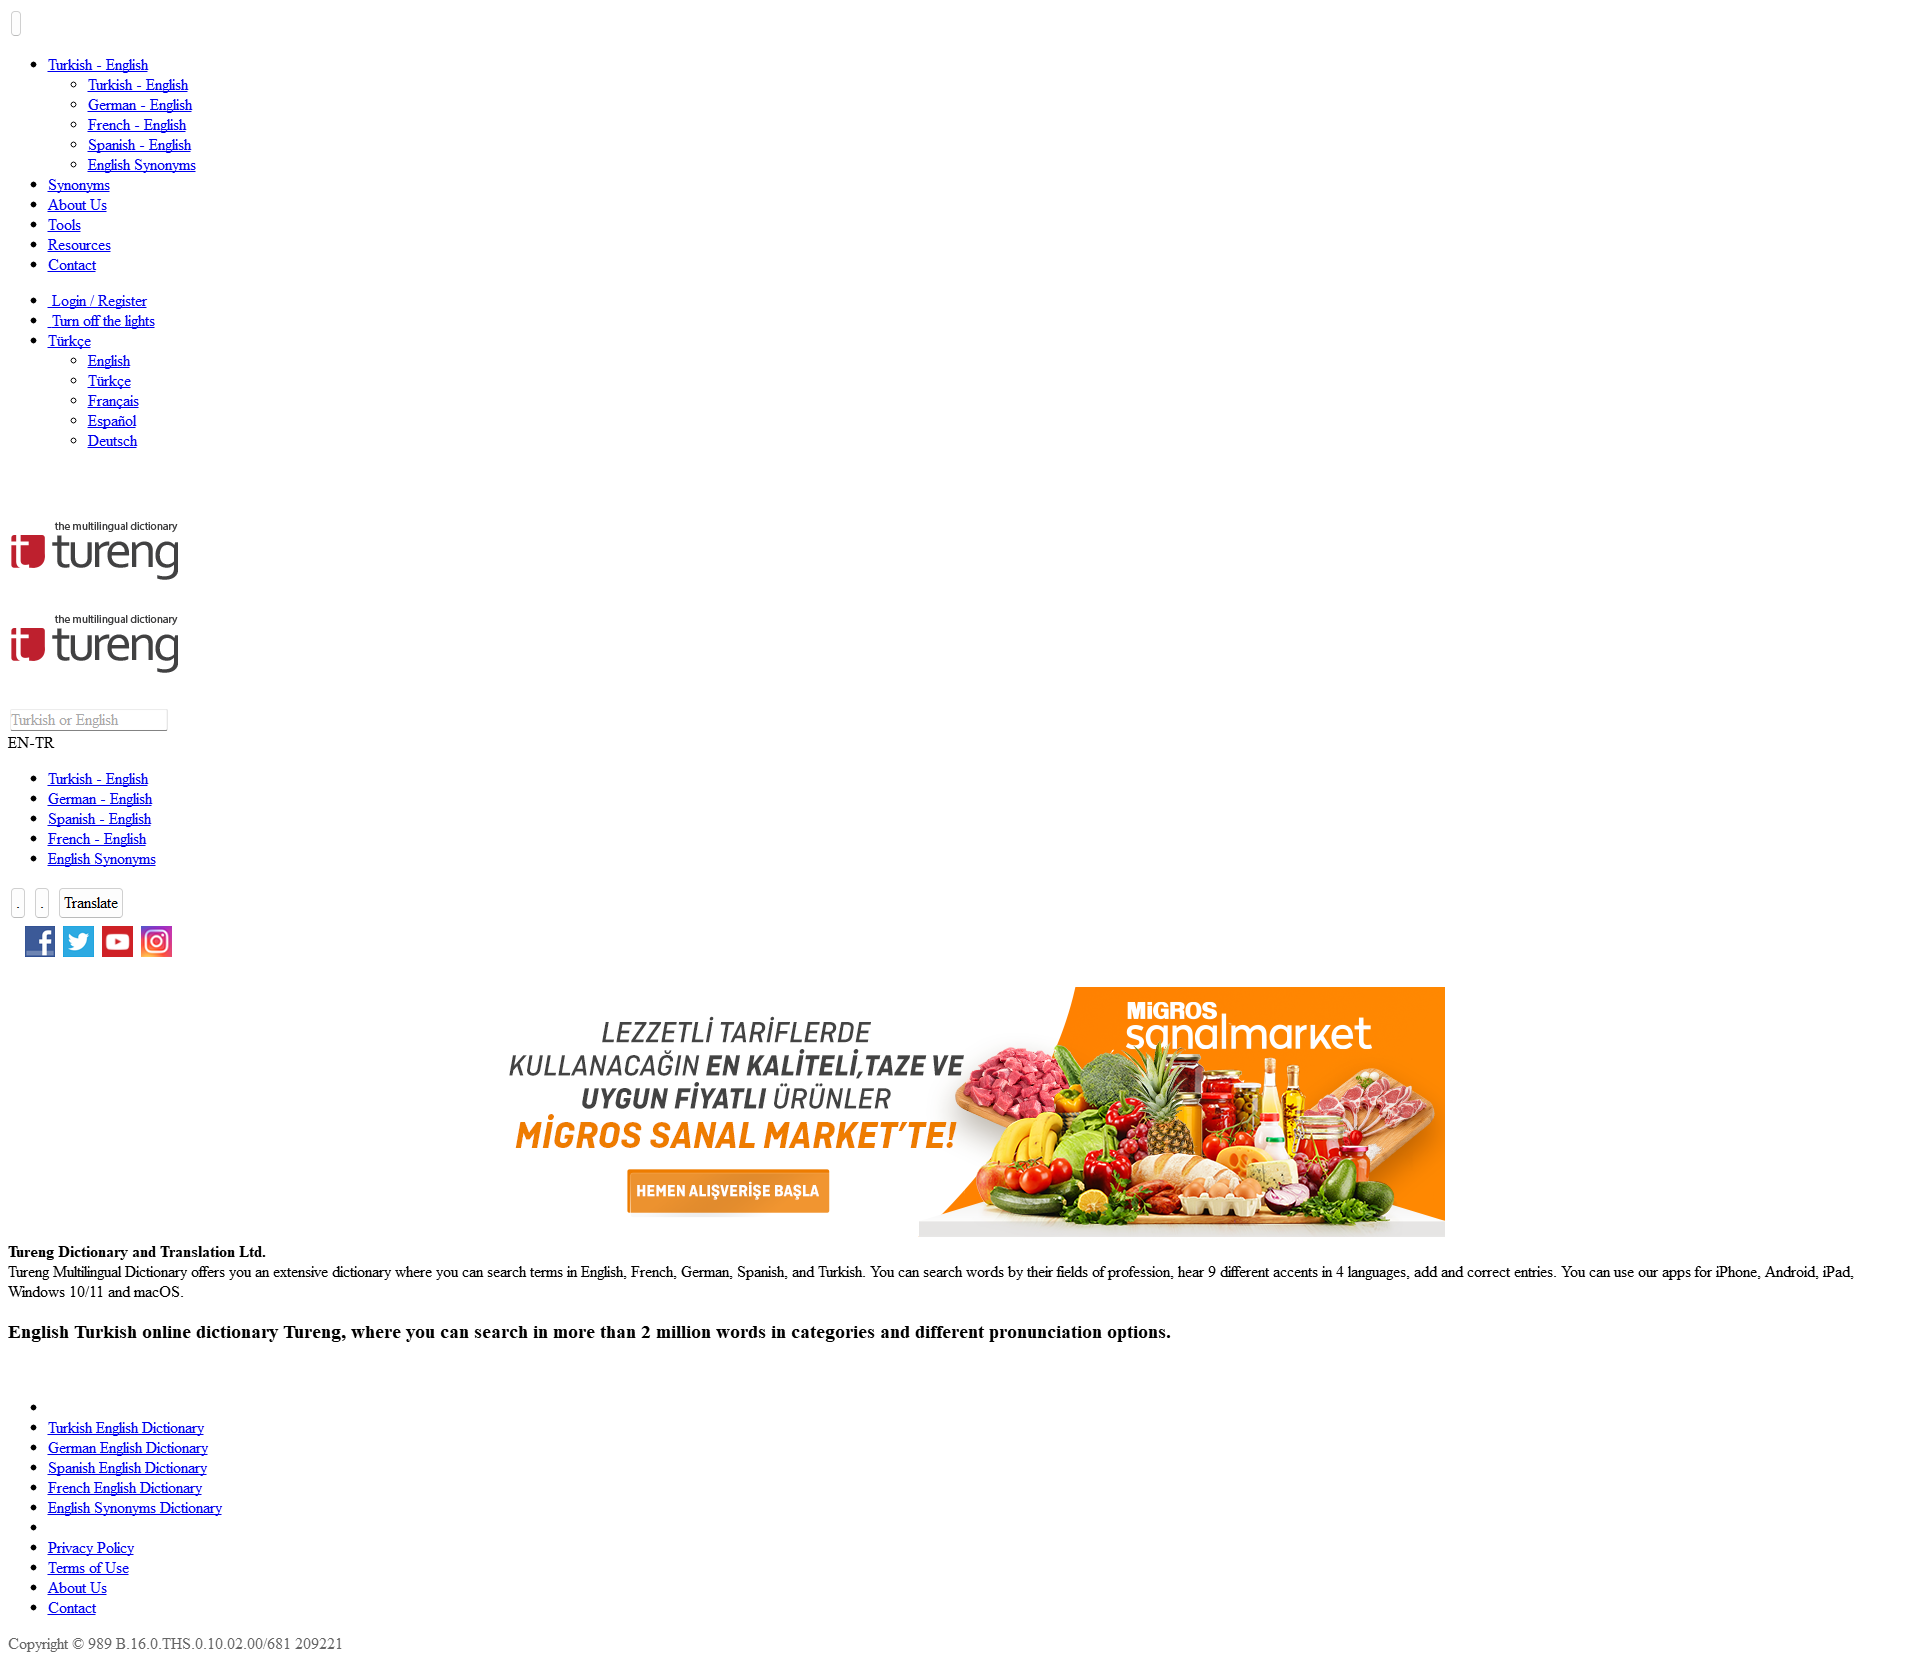 Turkish - English
Turkish - English
German - English
French - English
Spanish - English
English Synonyms
Synonyms
About Us
Tools
Resources
Contact
Login / Register
Turn off the lights
Türkçe
English
Türkçe
Français
Español
Deutsch
the multilingual dictionary
tureng
the multilingual dictionary
tureng
Turkish or English
EN-TR
Turkish - English
German - English
Spanish - English
French - English
English Synonyms
. . Translate
MiGROS
sanalmarket
LEZZETLİ TARİFLERDE
KULLANACAĞIN EN KALİTELİ,TAZE VE
UYGUN FİYATLI ÜRÜNLER
MİGROS SANAL MARKET'TE!
HEMEN ALIŞVERİŞE BAŞLA
Tureng Dictionary and Translation Ltd.
Tureng Multilingual Dictionary offers you an extensive dictionary where you can search terms in English, French, German, Spanish, and Turkish. You can search words by their fields of profession, hear 9 different accents in 4 languages, add and correct entries. You can use our apps for iPhone, Android, iPad,
Windows 10/11 and macOS.
English Turkish online dictionary Tureng, where you can search in more than 2 million words in categories and different pronunciation options.
Turkish English Dictionary
German English Dictionary
Spanish English Dictionary
French English Dictionary
English Synonyms Dictionary
Privacy Policy
Terms of Use
About Us
Contact
Copyright © 989 B.16.0.THS.0.10.02.00/681 209221